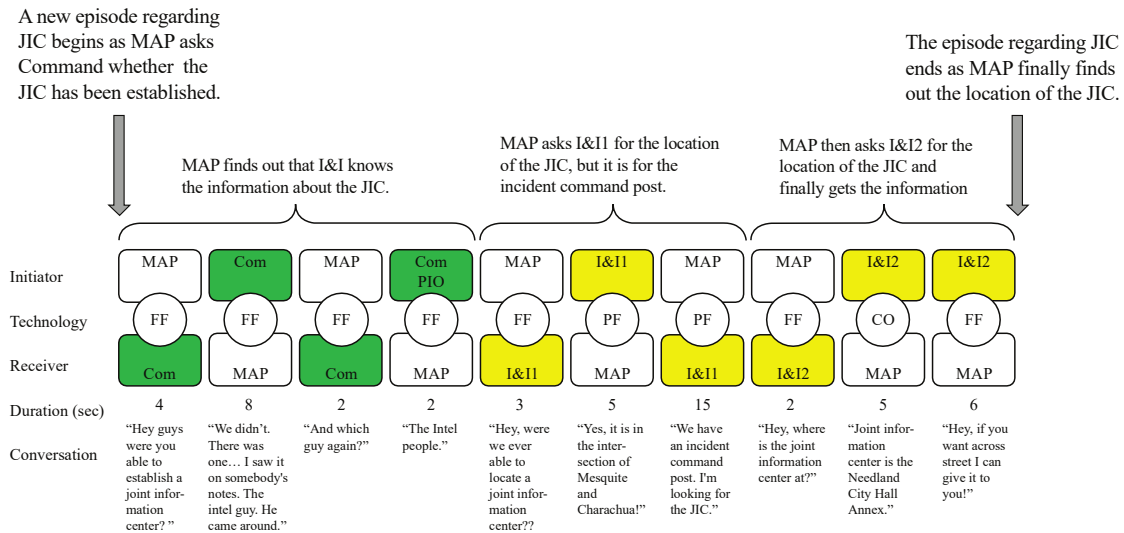 A new episode regarding
JIC begins as MAP asks
Command whether the
JIC has been established.
The episode regarding JIC
ends as MAP finally finds
out the location of the JIC.
MAP finds out that I&I knows
the information about the JIC.
MAP asks I&I1 for the location
of the JIC, but it is for the
incident command post.
MAP then asks I&I2 for the
location of the JIC and
finally gets the information
Initiator
MAP
Com
MAP
Com
PIO
MAP
I&I1
MAP
MAP
I&I2
I&I2
Technology
FF
FF
FF
FF
FF
PF
PF
FF
CO
FF
Receiver
Com
MAP
Com
MAP
I&I1
MAP
I&I1
I&I2
MAP
MAP
Duration (sec)
4
8
2
2
3
5
15
2
5
6
Conversation
“Hey guys
were you
able to
establish a
joint infor-
mation
center? ”
“We didn't.
There was
one… I saw it
on somebody's
notes. The
intel guy. He
came around.”
“And which
guy again?”
“The Intel
people.”
“Hey, were
we ever
able to
locate a
joint infor-
mation
center??
“Yes, it is in
the inter-
section of
Mesquite
and
Charachua!”
“We have
an incident
command
post. I'm
looking for
the JIC.”
“Hey, where
is the joint
information
center at?”
“Joint infor-
mation
center is the
Needland
City Hall
Annex.”
“Hey, if you
want across
street I can
give it to
you!”